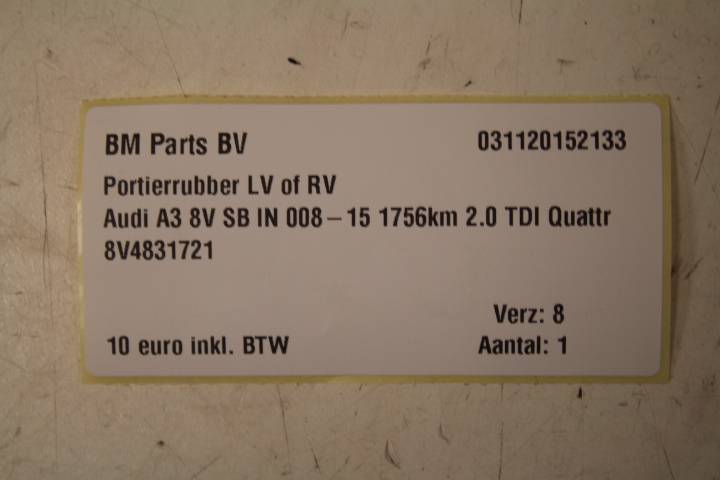 BM Parts BV 031120152133
Portierrubber LV of RV
Audi A3 8V SB IN 008-15 1756km 2.0 TDI Quattr
8V4831721
Verz: 8
10 euro inkl. BTW Aantal: 1